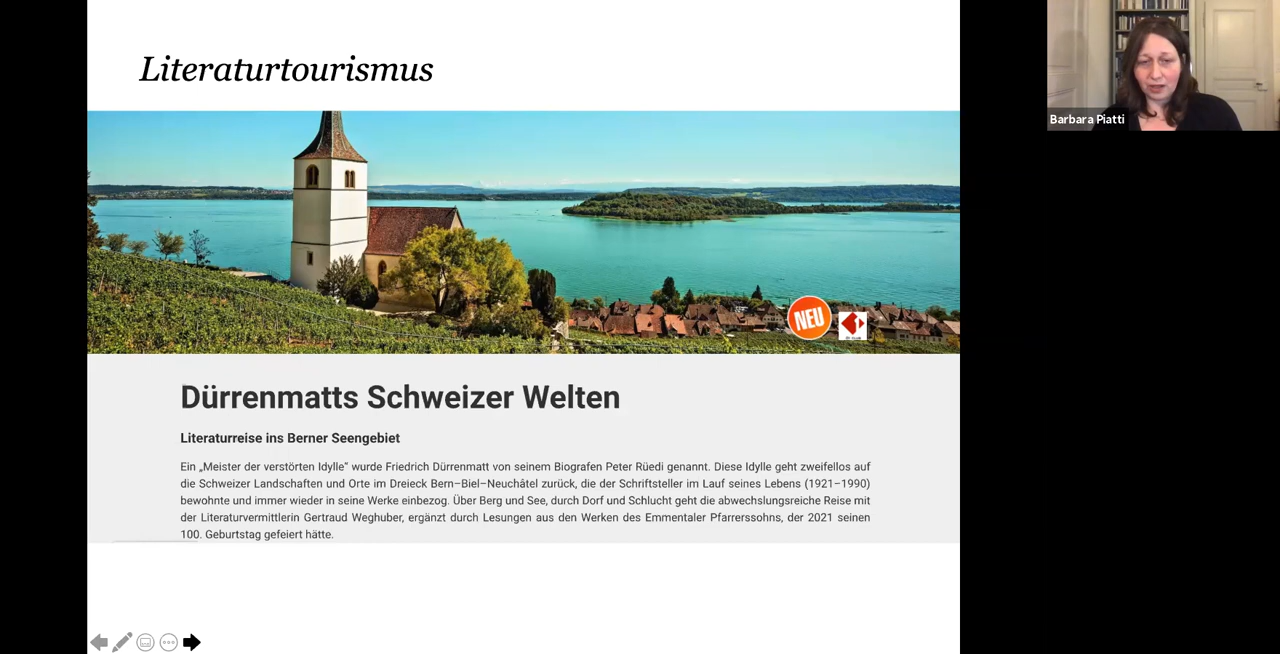 Literaturtourismus
Barbara Piatti
NEU
Dürrenmatts Schweizer Welten
Literaturreise ins Berner Seengebiet
Ein „Meister der verstörten Idylle“ wurde Friedrich Dürrenmatt von seinem Biografen Peter Rüedi genannt. Diese Idylle geht zweifellos auf
die Schweizer Landschaften und Orte im Dreieck Bern–Biel–Neuchâtel zurück, die der Schriftsteller im Lauf seines Lebens (1921–1990)
bewohnte und immer wieder in seine Werke einbezog. Über Berg und See, durch Dorf und Schlucht geht die abwechslungsreiche Reise mit
der Literaturvermittlerin Gertraud Weghuber, ergänzt durch Lesungen aus den Werken des Emmentaler Pfarrerssohns, der 2021 seinen
100. Geburtstag gefeiert hätte.